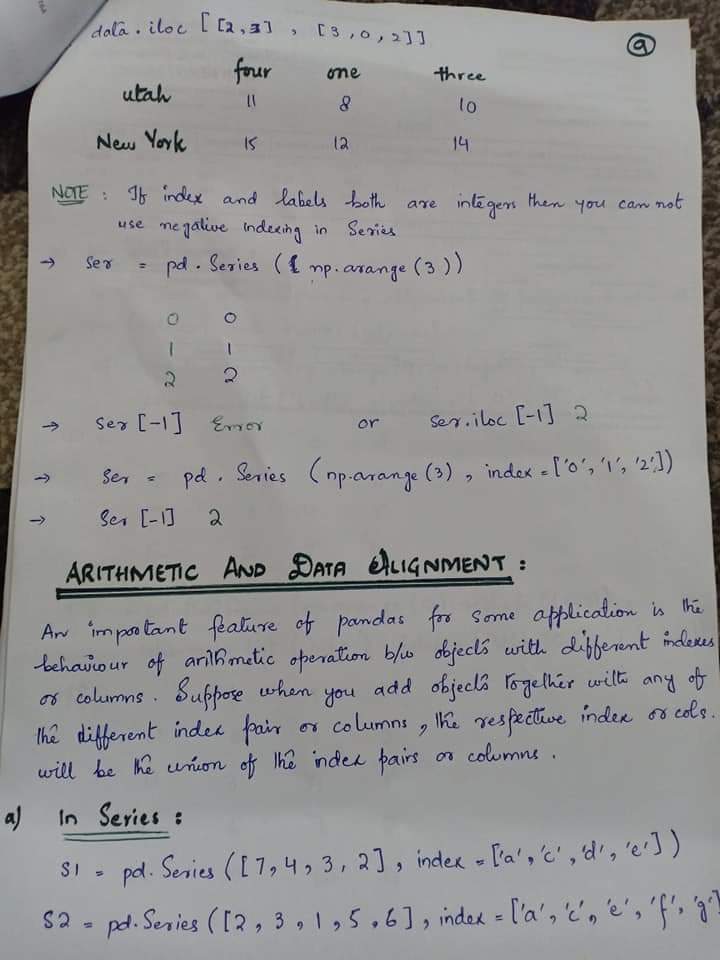 data.iloc [[2,3] , [3,0,2]]
9
four one three
utah 11 8 10
New York 15 12 14
NOTE : If index and labels both are integers then you can not
use negative indexing in Series
→ ser = pd.Series ( np.arange(3))
0 0
1 1
2 2
→ ser [-1] Error or ser.iloc [-1] 2
→ ser = pd.Series (np.arange(3), index = ['0','1','2'])
→ ser [-1] 2
ARITHMETIC AND DATA ALIGNMENT :
An important feature of pandas for some application is the
behaviour of arithmetic operation b/w objects with different indexes
or columns. Suppose when you add objects together with any of
the different index pair or columns, the respective index or cols.
will be the union of the index pairs or columns.
a) In Series :
S1 = pd.Series ([7,4,3,2], index = ['a','c','d','e'])
S2 = pd.Series ([2,3,1,5,6], index = ['a','c','e','f','g']